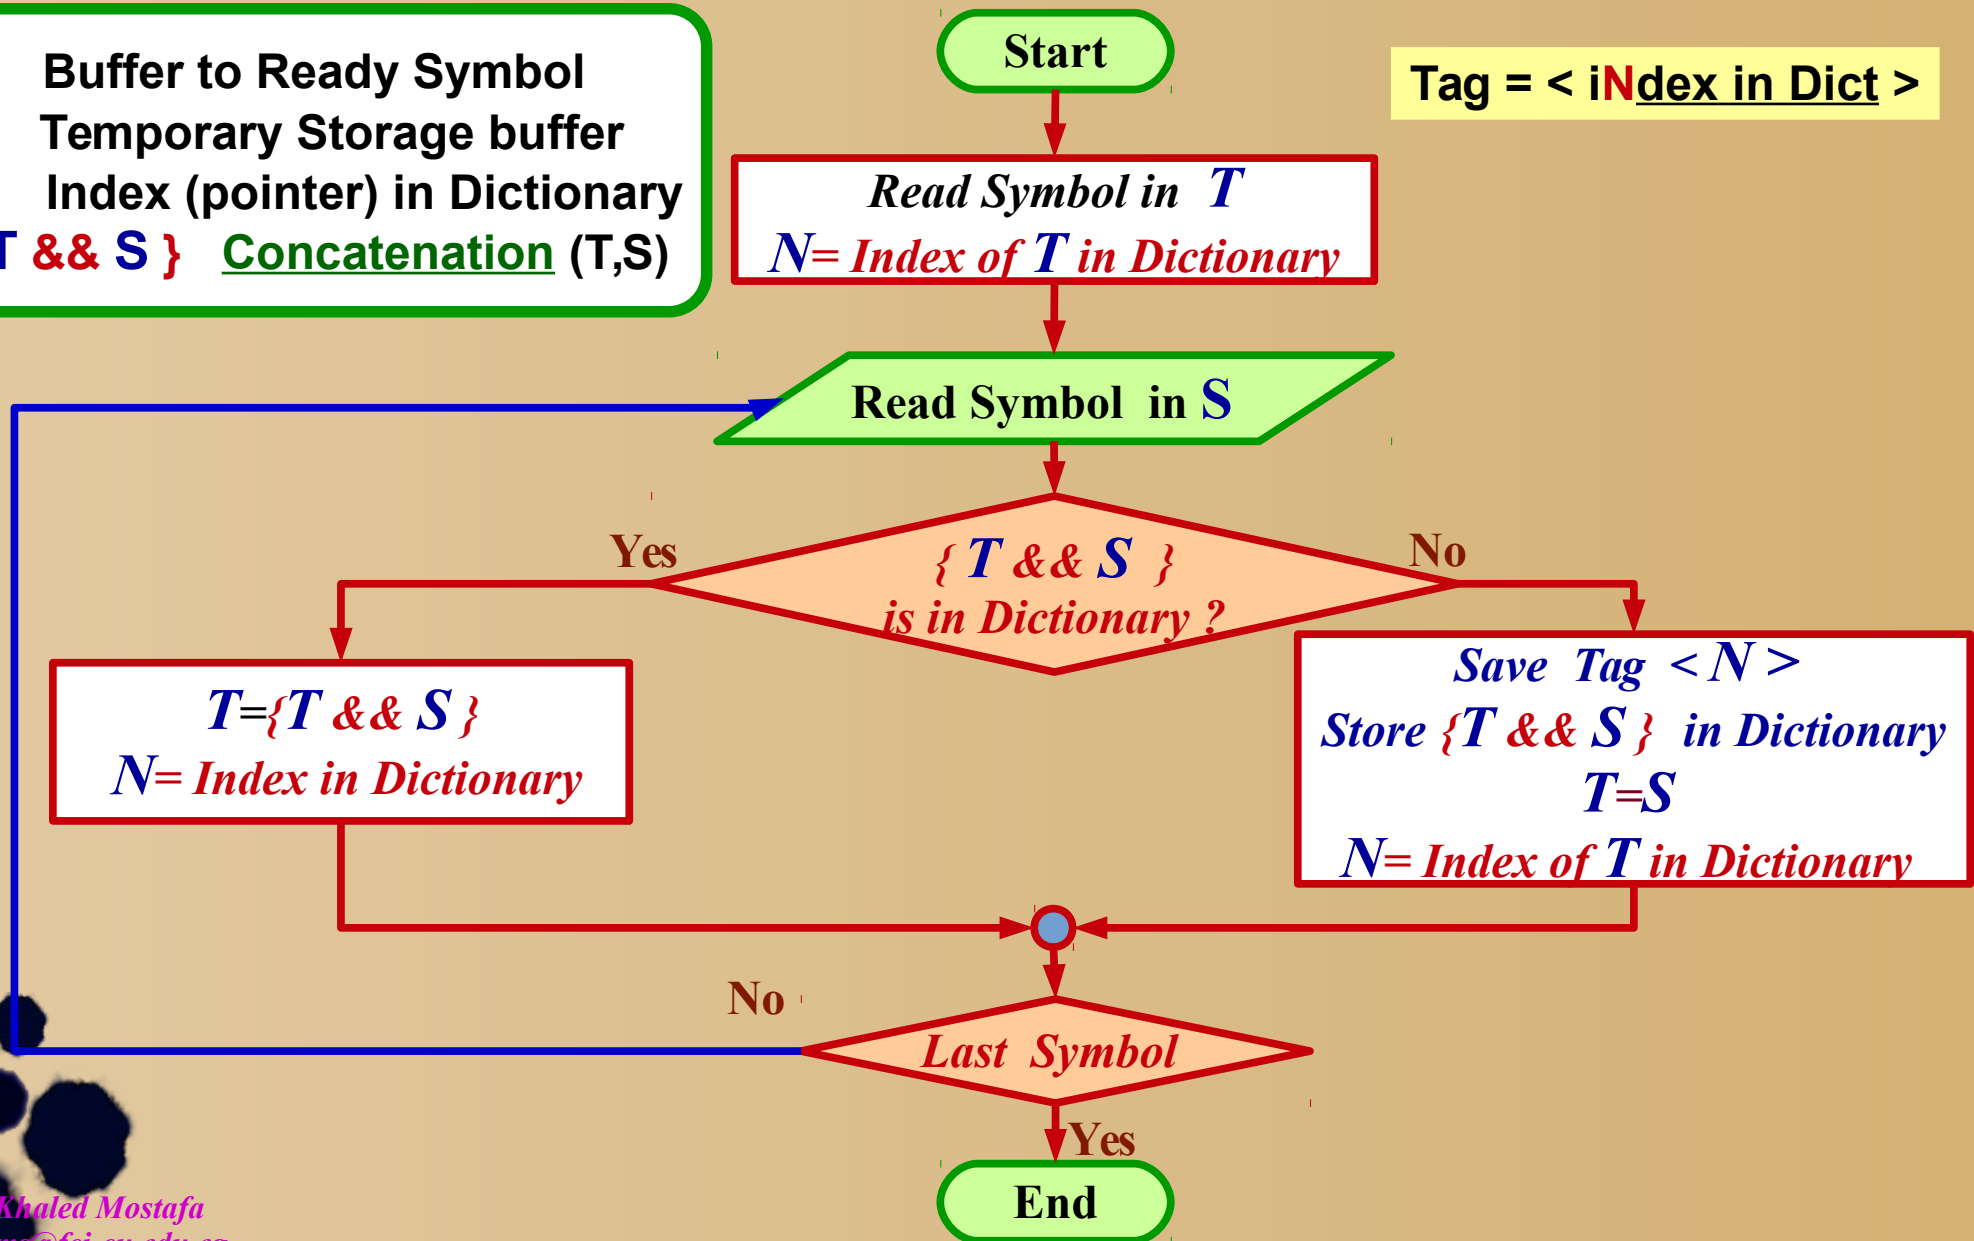 Buffer to Ready Symbol
Temporary Storage buffer
Index (pointer) in Dictionary
T && S } Concatenation (T,S)
Start
Tag = < iNdex in Dict >
Read Symbol in T
N= Index of T in Dictionary
Read Symbol in S
Yes
{ T && S }
is in Dictionary ?
No
T={T && S }
N= Index in Dictionary
Save Tag < N >
Store {T && S } in Dictionary
T=S
N= Index of T in Dictionary
No
Last Symbol
Yes
End
Khaled Mostafa